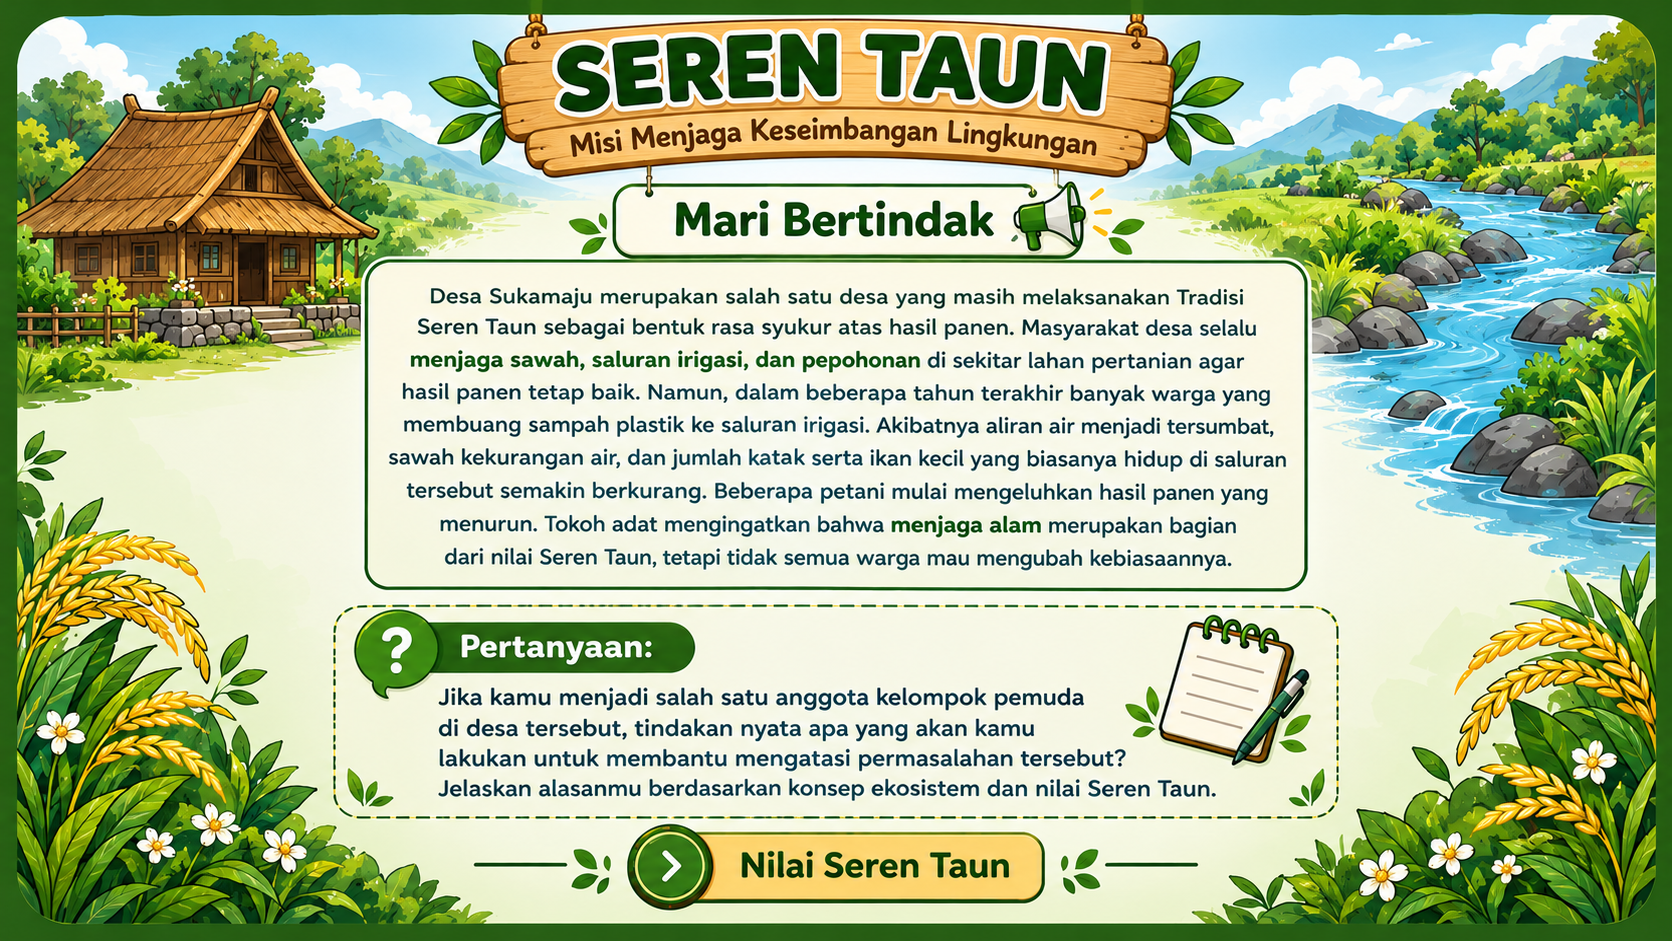 SEREN TAUN
Misi Menjaga Keseimbangan Lingkungan
Mari Bertindak
Desa Sukamaju merupakan salah satu desa yang masih melaksanakan Tradisi
Seren Taun sebagai bentuk rasa syukur atas hasil panen. Masyarakat desa selalu
menjaga sawah, saluran irigasi, dan pepohonan di sekitar lahan pertanian agar
hasil panen tetap baik. Namun, dalam beberapa tahun terakhir banyak warga yang
membuang sampah plastik ke saluran irigasi. Akibatnya aliran air menjadi tersumbat,
sawah kekurangan air, dan jumlah katak serta ikan kecil yang biasanya hidup di saluran
tersebut semakin berkurang. Beberapa petani mulai mengeluhkan hasil panen yang
menurun. Tokoh adat mengingatkan bahwa menjaga alam merupakan bagian
dari nilai Seren Taun, tetapi tidak semua warga mau mengubah kebiasaannya.
?
Pertanyaan:
Jika kamu menjadi salah satu anggota kelompok pemuda
di desa tersebut, tindakan nyata apa yang akan kamu
lakukan untuk membantu mengatasi permasalahan tersebut?
Jelaskan alasanmu berdasarkan konsep ekosistem dan nilai Seren Taun.
Nilai Seren Taun